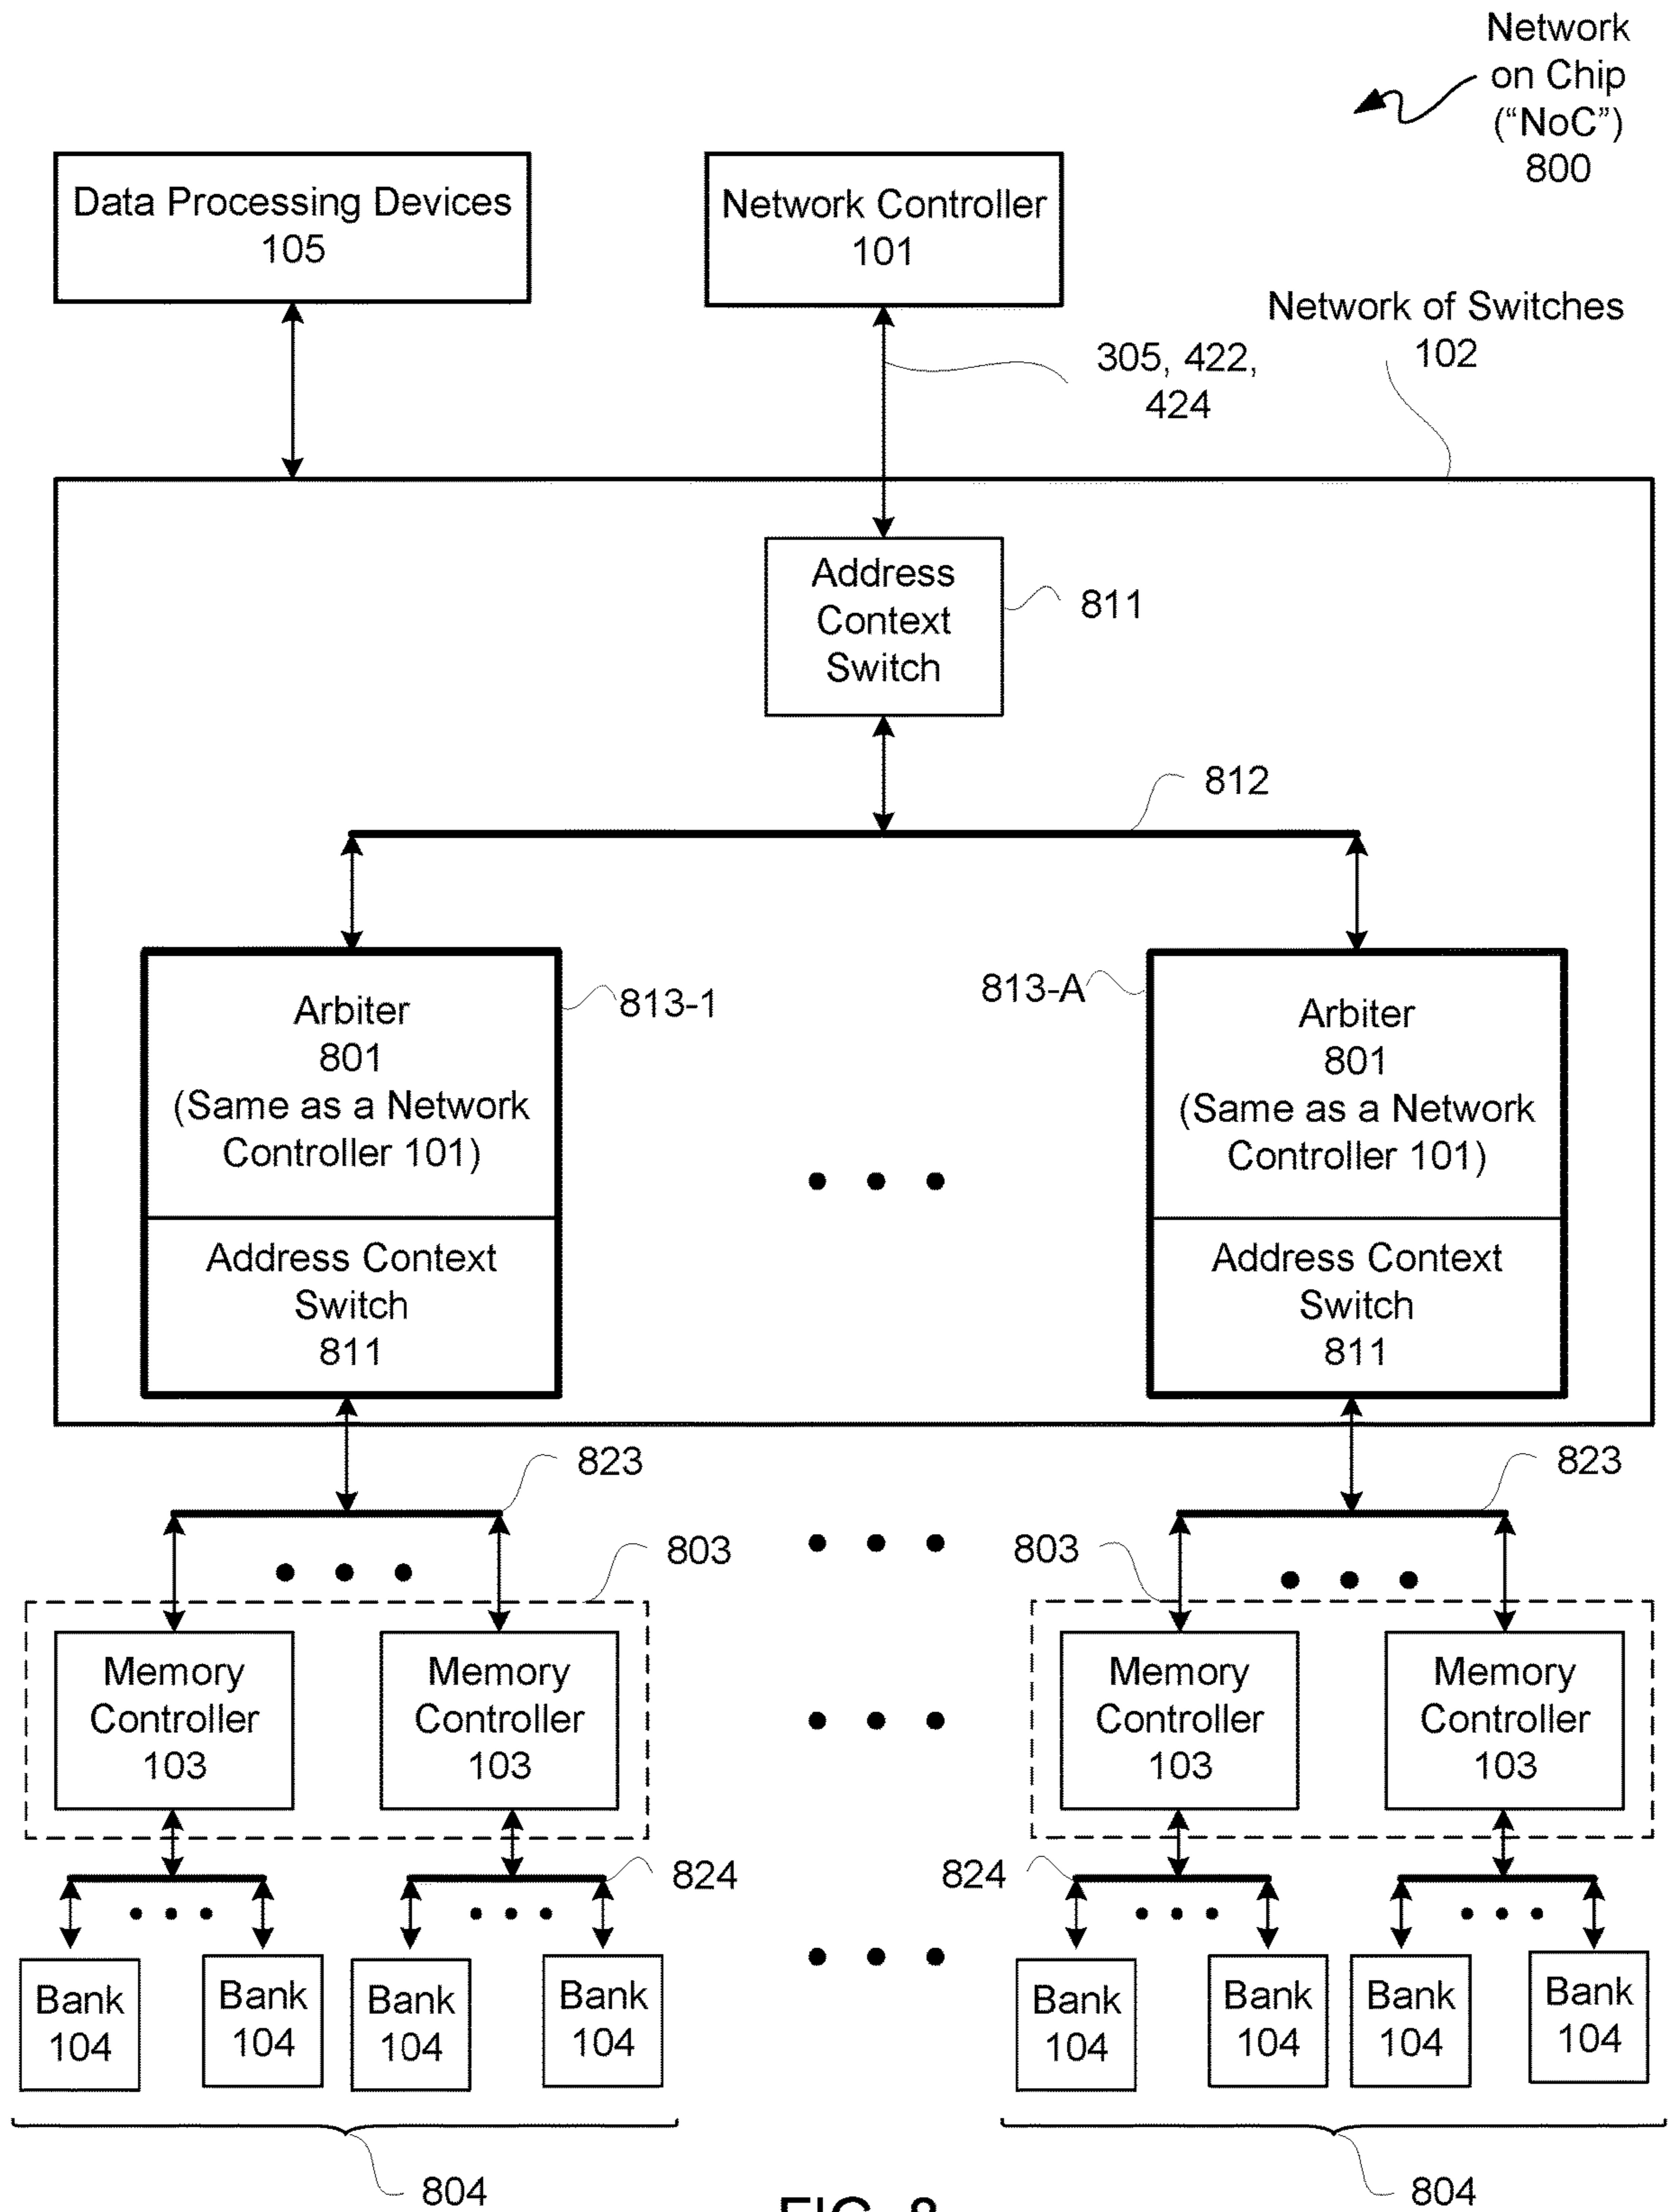 Network
on Chip
("NoC")
800
Data Processing Devices
105
Network Controller
101
Network of Switches
102
305, 422,
424
Address
Context
Switch
811
812
Arbiter
801
(Same as a Network
Controller 101)
813-1
Address Context
Switch
811
813-A
Arbiter
801
(Same as a Network
Controller 101)
Address Context
Switch
811
823
823
803
803
Memory
Controller
103
Memory
Controller
103
Memory
Controller
103
Memory
Controller
103
824
824
Bank
104
Bank
104
Bank
104
Bank
104
Bank
104
Bank
104
Bank
104
Bank
104
804
804
FIG. 8